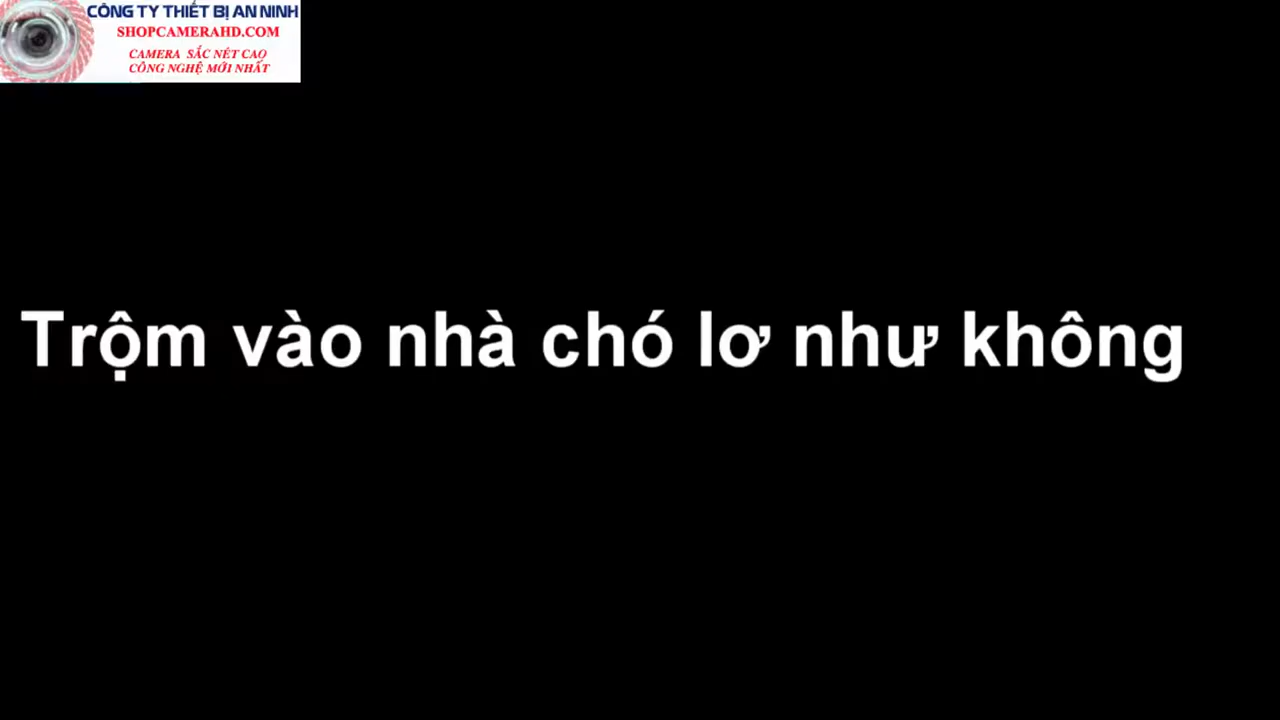 CÔNG TY THIẾT BỊ AN NINH
SHOPCAMERAHD.COM
CAMERA SẮC NÉT CAO
CÔNG NGHỆ MỚI NHẤT
Trộm vào nhà chó lơ như không